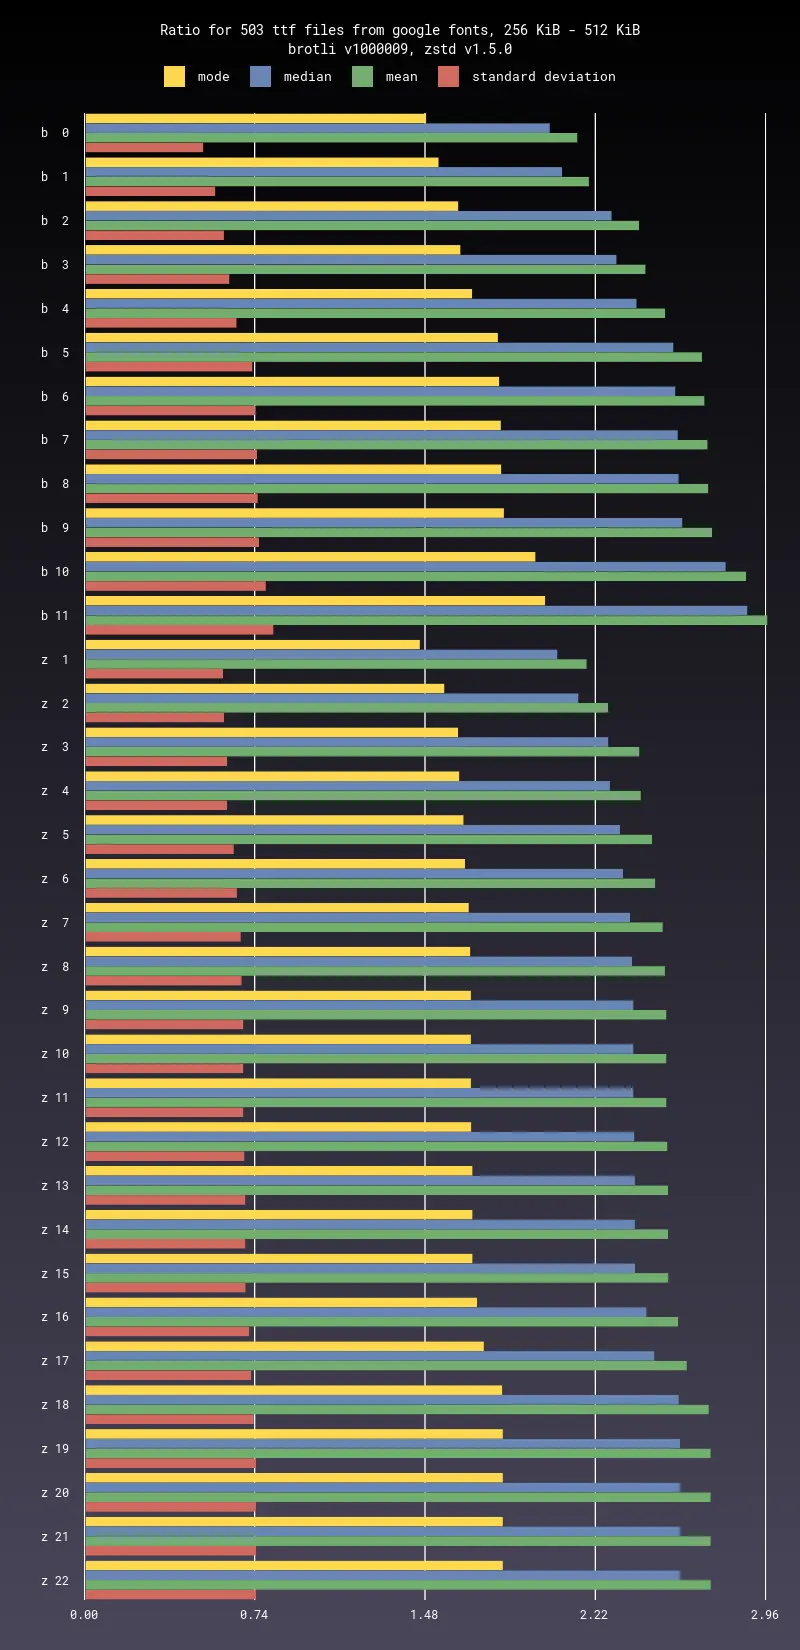 Ratio for 503 ttf files from google fonts, 256 KiB - 512 KiB
brotli v1000009, zstd v1.5.0
mode median mean standard deviation
b 0
b 1
b 2
b 3
b 4
b 5
b 6
b 7
b 8
b 9
b 10
b 11
z 1
z 2
z 3
z 4
z 5
z 6
z 7
z 8
z 9
z 10
z 11
z 12
z 13
z 14
z 15
z 16
z 17
z 18
z 19
z 20
z 21
z 22
0.00 0.74 1.48 2.22 2.96